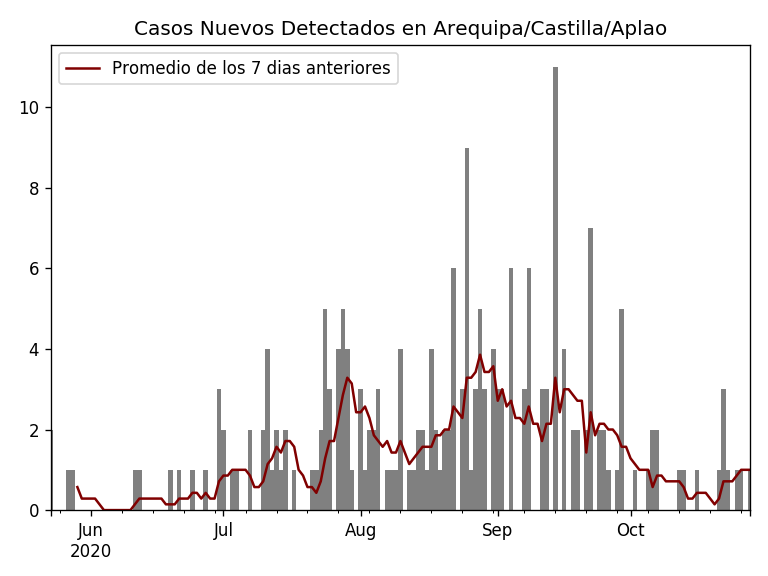 Casos Nuevos Detectados en Arequipa/Castilla/Aplao
Promedio de los 7 dias anteriores
10
8
6
4
2
0
Jun Jul Aug Sep Oct
2020